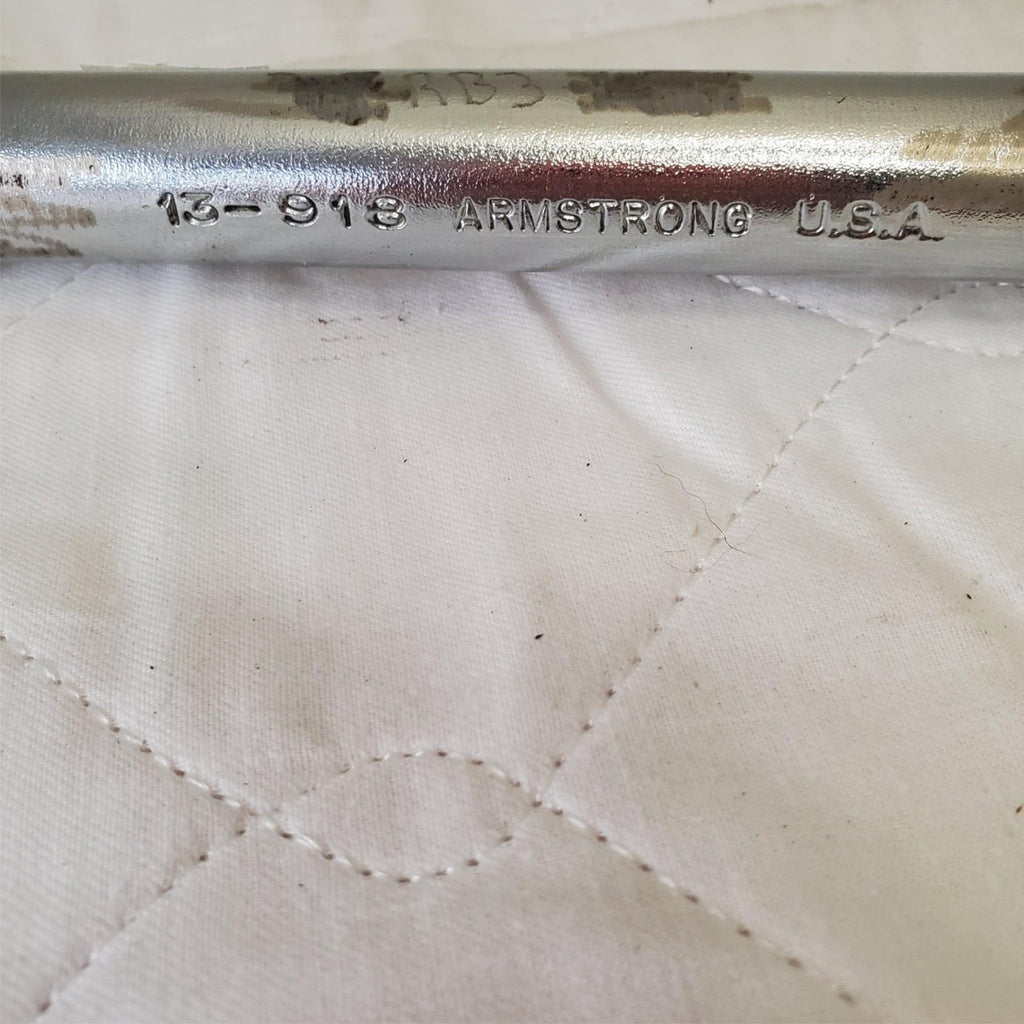 RB3
13-918 ARMSTRONG U.S.A.